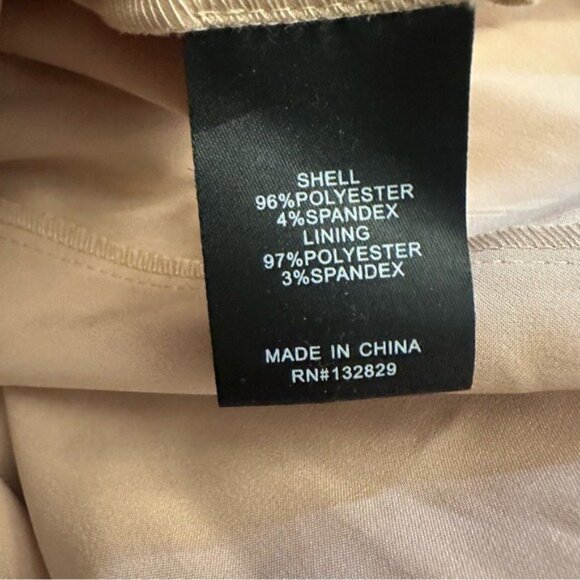 SHELL
96%POLYESTER
4%SPANDEX
LINING
97%POLYESTER
3%SPANDEX
MADE IN CHINA
RN#132829